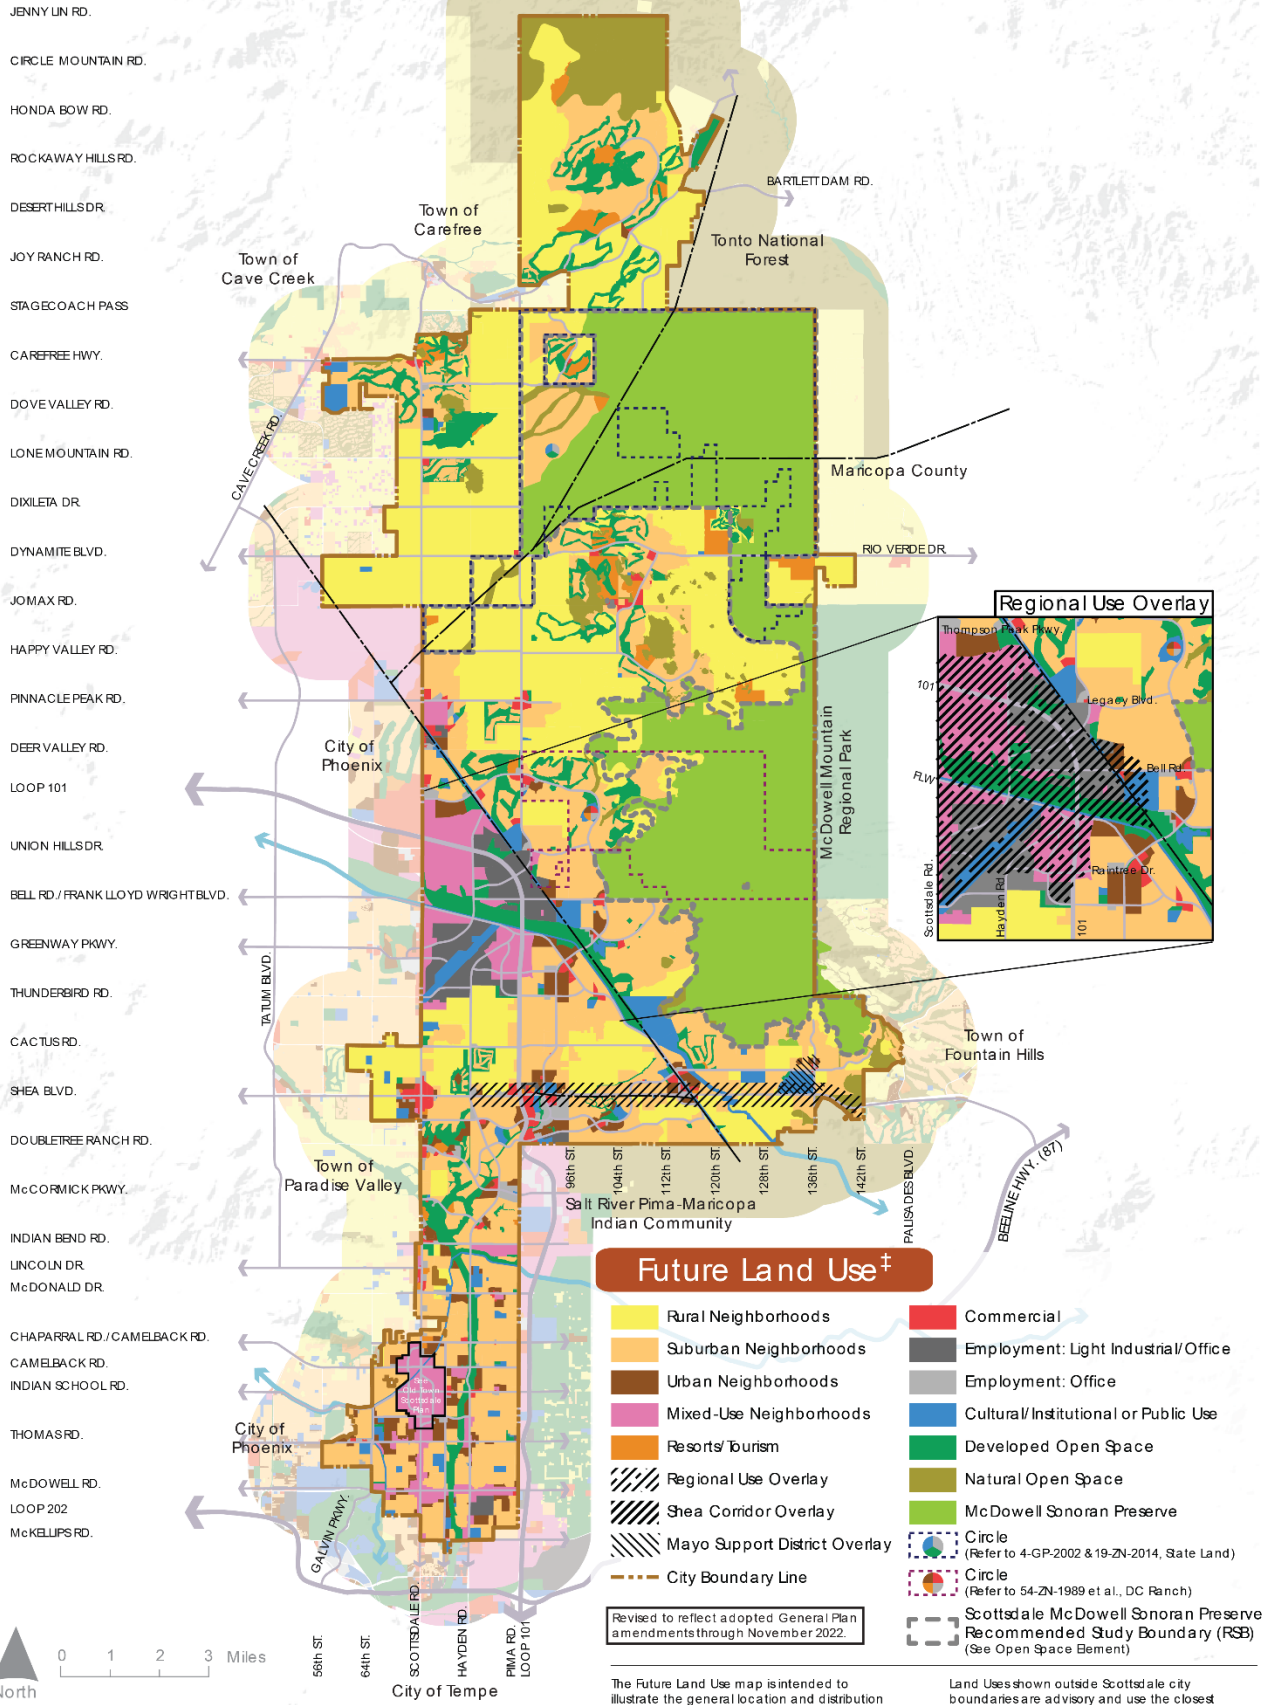 JENNY LIN RD.
CIRCLE MOUNTAIN RD.
HONDA BOW RD.
ROCKAWAY HILLS RD.
DESERT HILLS DR.
JOY RANCH RD.
STAGECOACH PASS
CAREFREE HWY.
DOVE VALLEY RD.
LONE MOUNTAIN RD.
DIXILETA DR.
DYNAMITE BLVD.
JOMAX RD.
HAPPY VALLEY RD.
PINNACLE PEAK RD.
DEER VALLEY RD.
LOOP 101
UNION HILLS DR.
BELL RD./ FRANK LLOYD WRIGHT BLVD.
GREENWAY PKWY.
THUNDERBIRD RD.
CACTUS RD.
SHEA BLVD.
DOUBLETREE RANCH RD.
McCORMICK PKWY.
INDIAN BEND RD.
LINCOLN DR.
McDONALD DR.
CHAPARRAL RD./ CAMELBACK RD.
CAMELBACK RD.
INDIAN SCHOOL RD.
THOMAS RD.
McDOWELL RD.
LOOP 202
McKELLIPS RD.
Town of
Carefree
Town of
Cave Creek
BARTLETT DAM RD.
Tonto National
Forest
CAVE CREEK RD.
Maricopa County
RIO VERDE DR.
City of
Phoenix
McDowell Mountain
Regional Park
TATUM BLVD.
Town of
Fountain Hills
Town of
Paradise Valley
96th ST.
104th ST.
112th ST.
120th ST.
128th ST.
136th ST.
142th ST.
PALISADES BLVD.
BEELINE HWY. (87)
Salt River Pima-Maricopa
Indian Community
See
Old Town
Scottsdale
Plan
City of
Phoenix
GALVIN PKWY.
56th ST.
64th ST.
SCOTTSDALE RD.
HAYDEN RD.
PIMA RD.
LOOP 101
City of Tempe
North
0 1 2 3 Miles
Regional Use Overlay
Thompson Peak Pkwy.
101
Legacy Blvd.
Bell Rd.
FLW
Raintree Dr.
Scottsdale Rd.
Hayden Rd
101
Future Land Use‡
Rural Neighborhoods
Suburban Neighborhoods
Urban Neighborhoods
Mixed-Use Neighborhoods
Resorts/Tourism
Regional Use Overlay
Shea Corridor Overlay
Mayo Support District Overlay
City Boundary Line
Commercial
Employment: Light Industrial/Office
Employment: Office
Cultural/Institutional or Public Use
Developed Open Space
Natural Open Space
McDowell Sonoran Preserve
Circle
(Refer to 4-GP-2002 & 19-ZN-2014, State Land)
Circle
(Refer to 54-ZN-1989 et al., DC Ranch)
Scottsdale McDowell Sonoran Preserve
Recommended Study Boundary (RSB)
(See Open Space Element)
Revised to reflect adopted General Plan
amendments through November 2022.
The Future Land Use map is intended to
illustrate the general location and distribution
Land Uses shown outside Scottsdale city
boundaries are advisory and use the closest